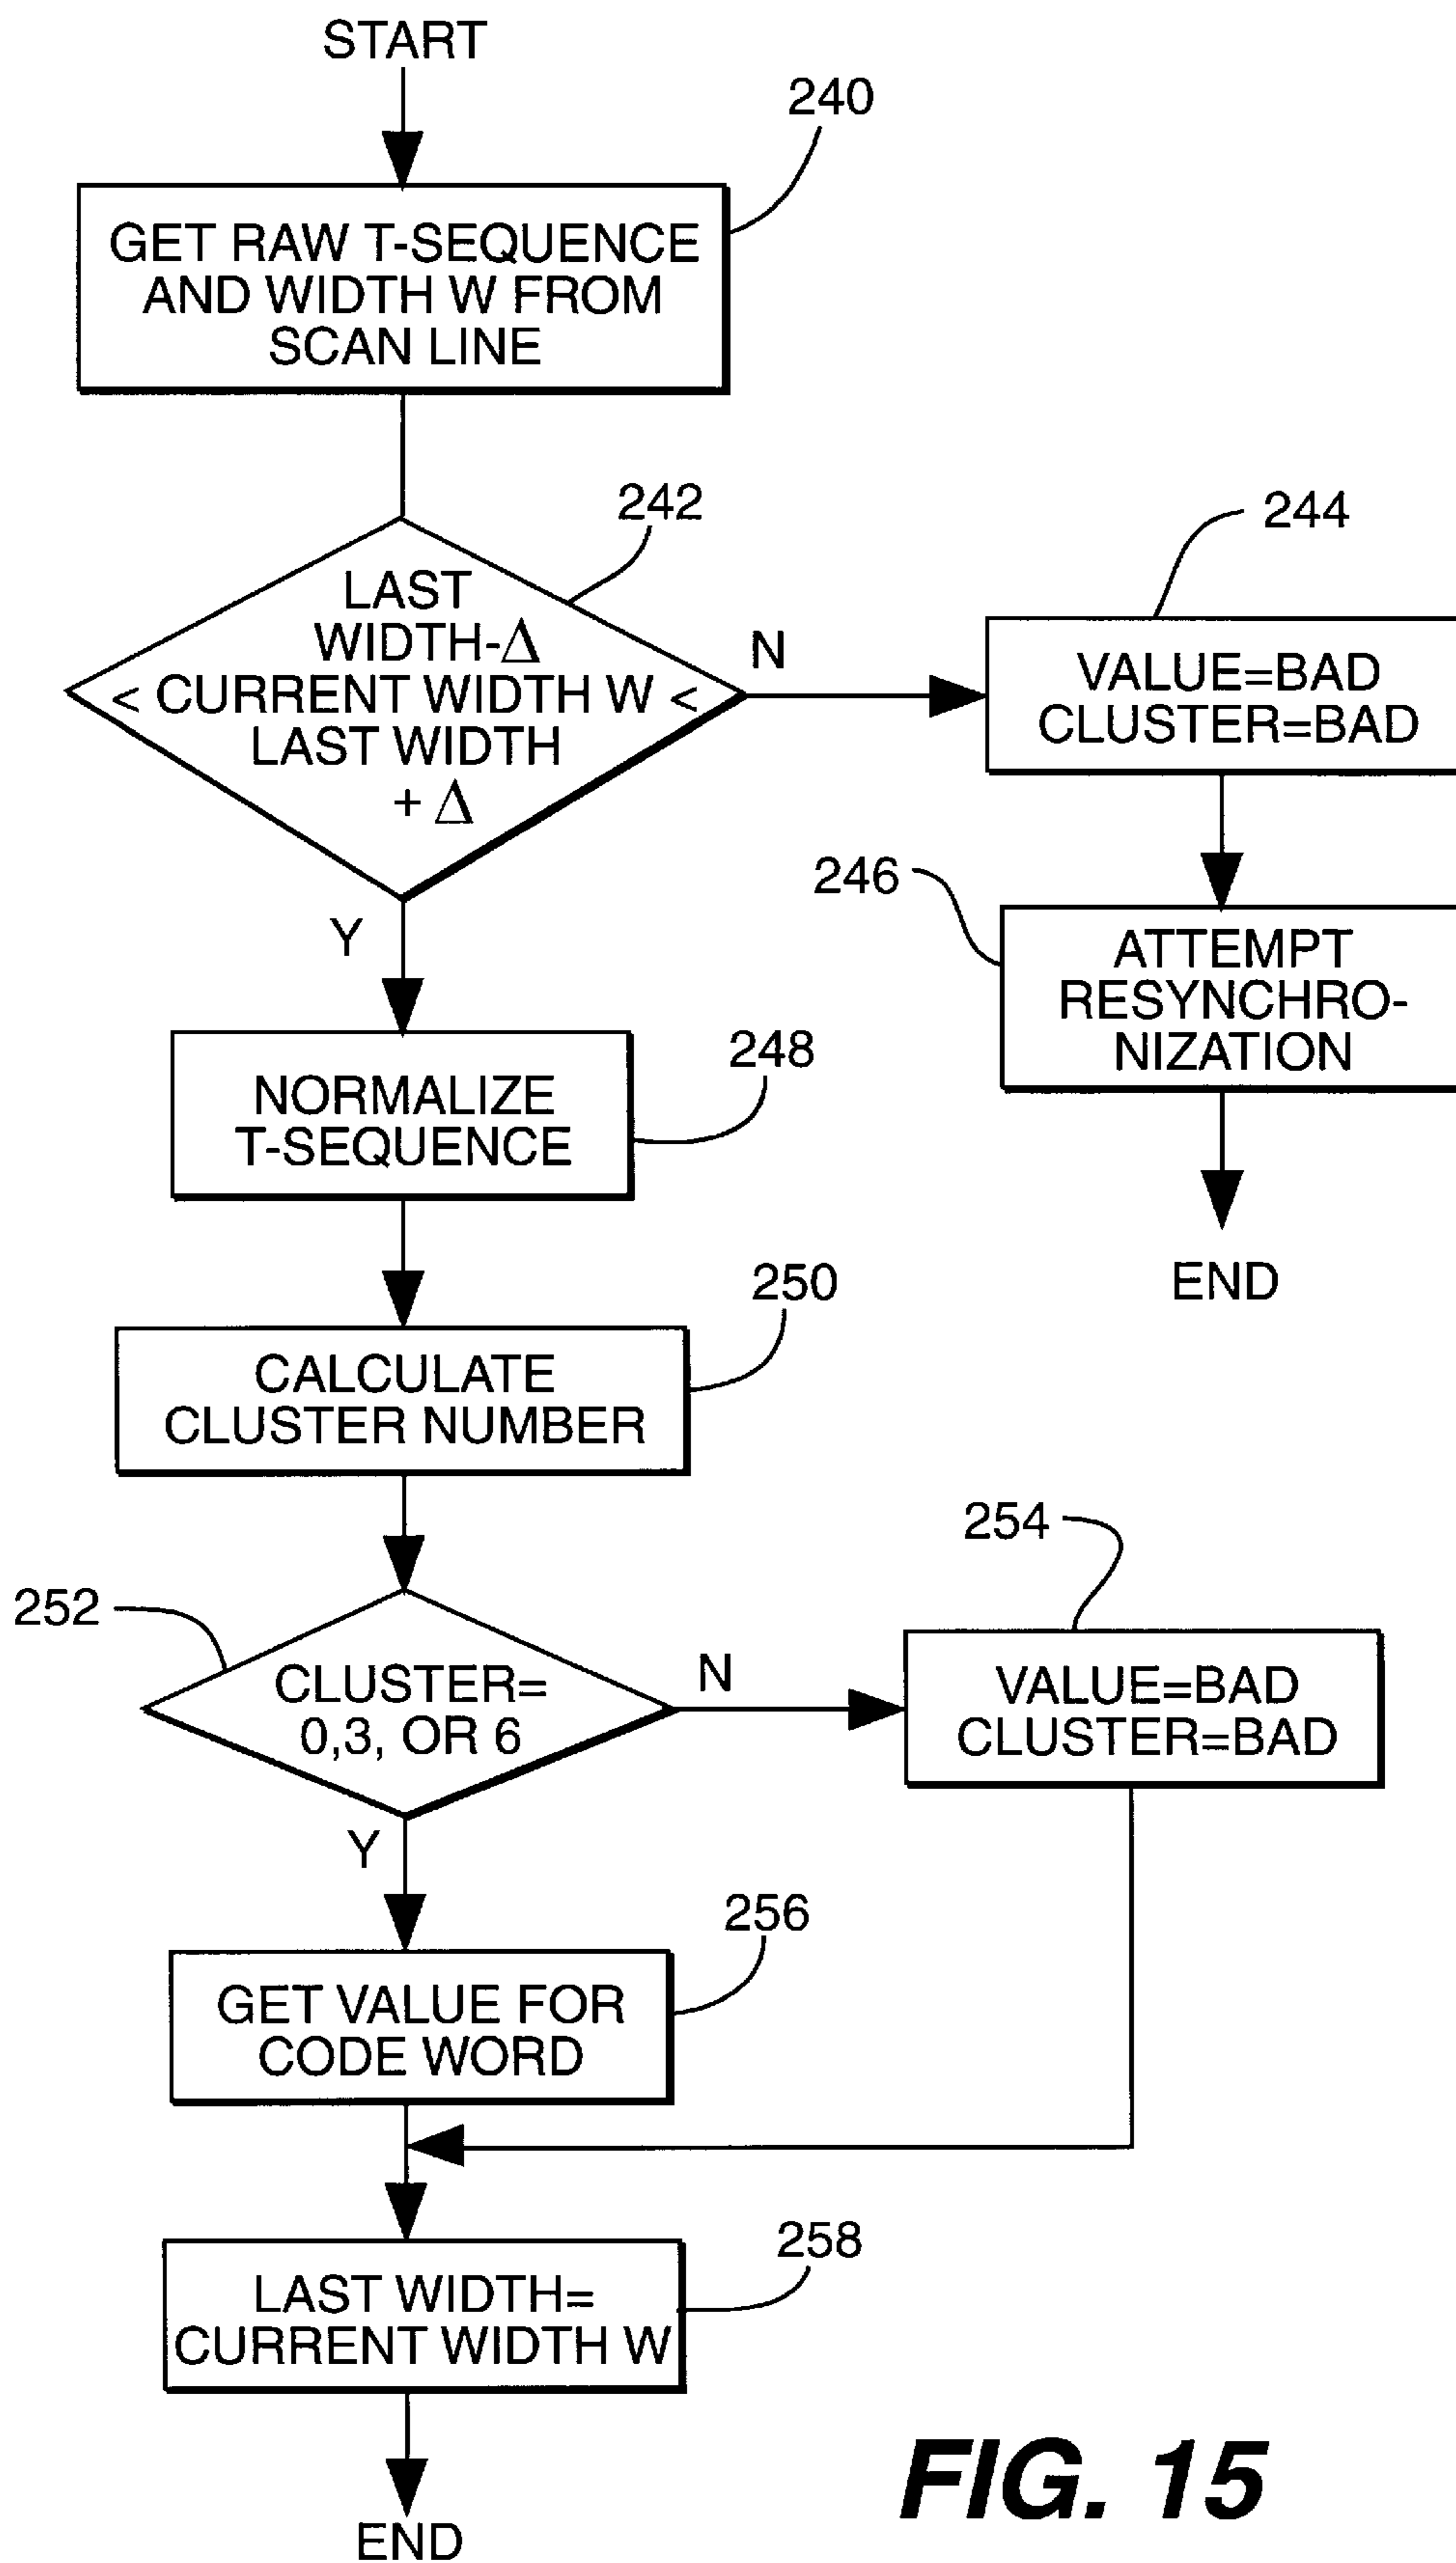 START
240
GET RAW T-SEQUENCE
AND WIDTH W FROM
SCAN LINE
242
LAST
WIDTH-Δ
< CURRENT WIDTH W <
LAST WIDTH
+ Δ
N
244
VALUE=BAD
CLUSTER=BAD
246
ATTEMPT
RESYNCHRO-
NIZATION
END
Y
248
NORMALIZE
T-SEQUENCE
250
CALCULATE
CLUSTER NUMBER
252
CLUSTER=
0,3, OR 6
N
254
VALUE=BAD
CLUSTER=BAD
Y
256
GET VALUE FOR
CODE WORD
258
LAST WIDTH=
CURRENT WIDTH W
END
FIG. 15